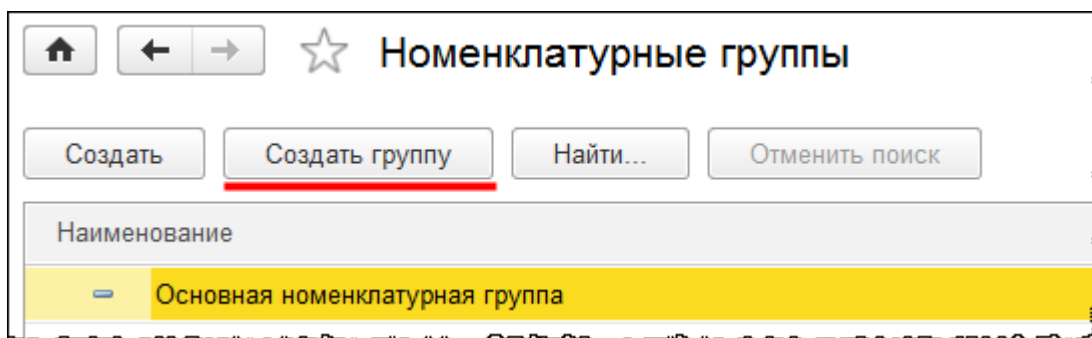 Номенклатурные группы
Создать Создать группу Найти... Отменить поиск
Наименование
Основная номенклатурная группа